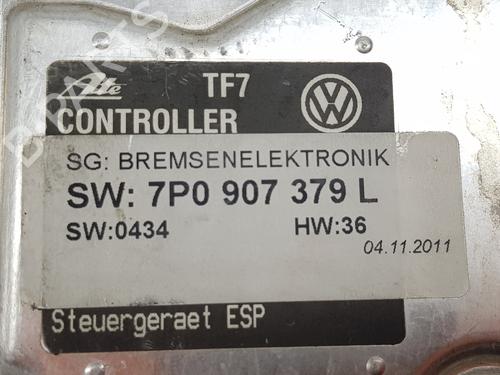 Ate TF7
CONTROLLER
SG: BREMSENELEKTRONIK
SW: 7P0 907 379 L
SW:0434 HW:36
04.11.2011
Steuergeraet ESP